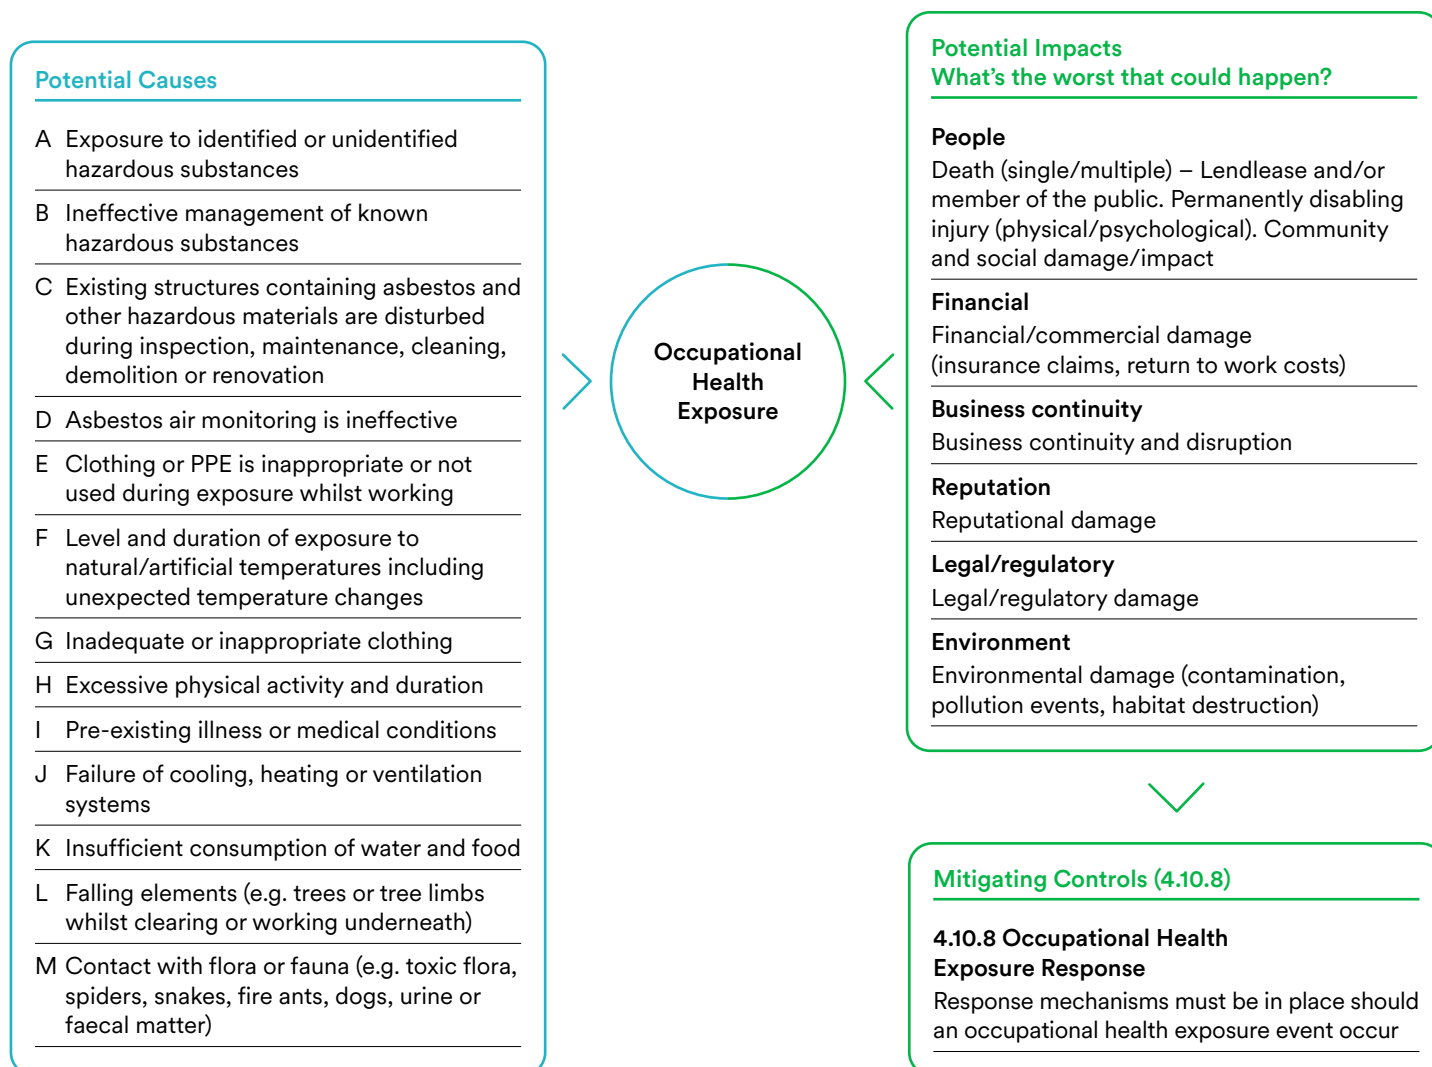 Potential Causes
A Exposure to identified or unidentified
hazardous substances
B Ineffective management of known
hazardous substances
C Existing structures containing asbestos and
other hazardous materials are disturbed
during inspection, maintenance, cleaning,
demolition or renovation
D Asbestos air monitoring is ineffective
E Clothing or PPE is inappropriate or not
used during exposure whilst working
F Level and duration of exposure to
natural/artificial temperatures including
unexpected temperature changes
G Inadequate or inappropriate clothing
H Excessive physical activity and duration
I Pre-existing illness or medical conditions
J Failure of cooling, heating or ventilation
systems
K Insufficient consumption of water and food
L Falling elements (e.g. trees or tree limbs
whilst clearing or working underneath)
M Contact with flora or fauna (e.g. toxic flora,
spiders, snakes, fire ants, dogs, urine or
faecal matter)
Occupational
Health
Exposure
Potential Impacts
What's the worst that could happen?
People
Death (single/multiple) – Lendlease and/or
member of the public. Permanently disabling
injury (physical/psychological). Community
and social damage/impact
Financial
Financial/commercial damage
(insurance claims, return to work costs)
Business continuity
Business continuity and disruption
Reputation
Reputational damage
Legal/regulatory
Legal/regulatory damage
Environment
Environmental damage (contamination,
pollution events, habitat destruction)
Mitigating Controls (4.10.8)
4.10.8 Occupational Health
Exposure Response
Response mechanisms must be in place should
an occupational health exposure event occur